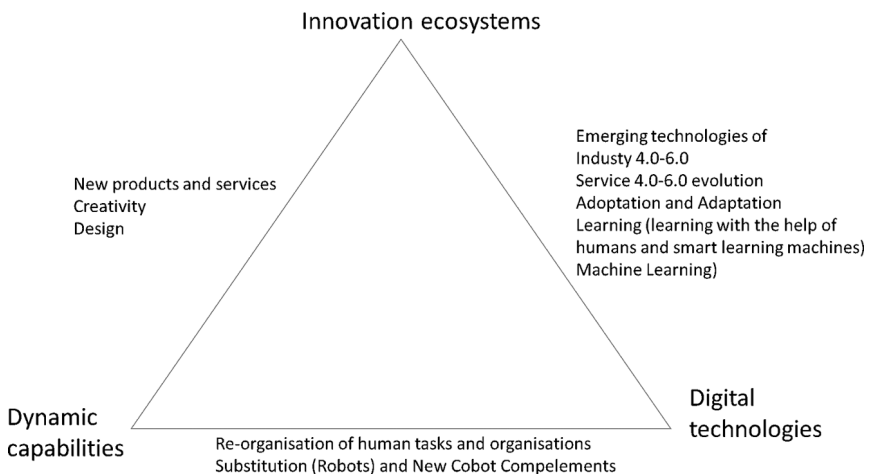 Innovation ecosystems
Emerging technologies of
Industy 4.0-6.0
Service 4.0-6.0 evolution
Adoptation and Adaptation
Learning (learning with the help of
humans and smart learning machines)
Machine Learning)
New products and services
Creativity
Design
Dynamic
capabilities
Digital
technologies
Re-organisation of human tasks and organisations
Substitution (Robots) and New Cobot Compelements